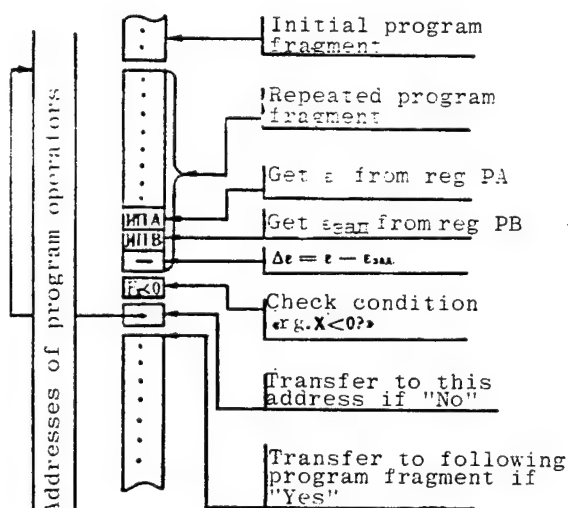 Addresses of program operators
Initial program
fragment
Repeated program
fragment
Get ε from reg PA
Get εзад from reg PB
Δε = ε − εзад.
ИП А
ИП В
—
F<0
Check condition
«rg.X<0?»
Transfer to this
address if "No"
Transfer to following
program fragment if
"Yes"